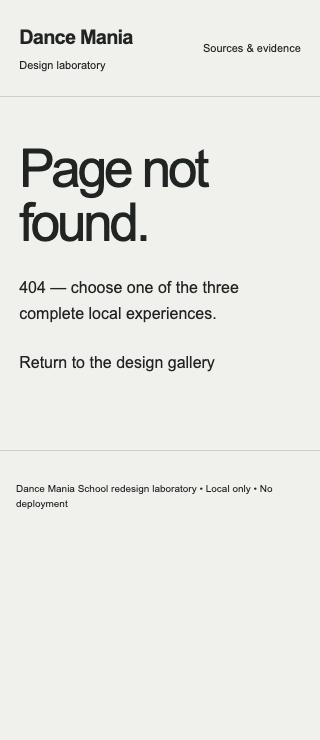 Dance Mania
Design laboratory
Sources & evidence
Page not
found.
404 — choose one of the three
complete local experiences.
Return to the design gallery
Dance Mania School redesign laboratory • Local only • No
deployment